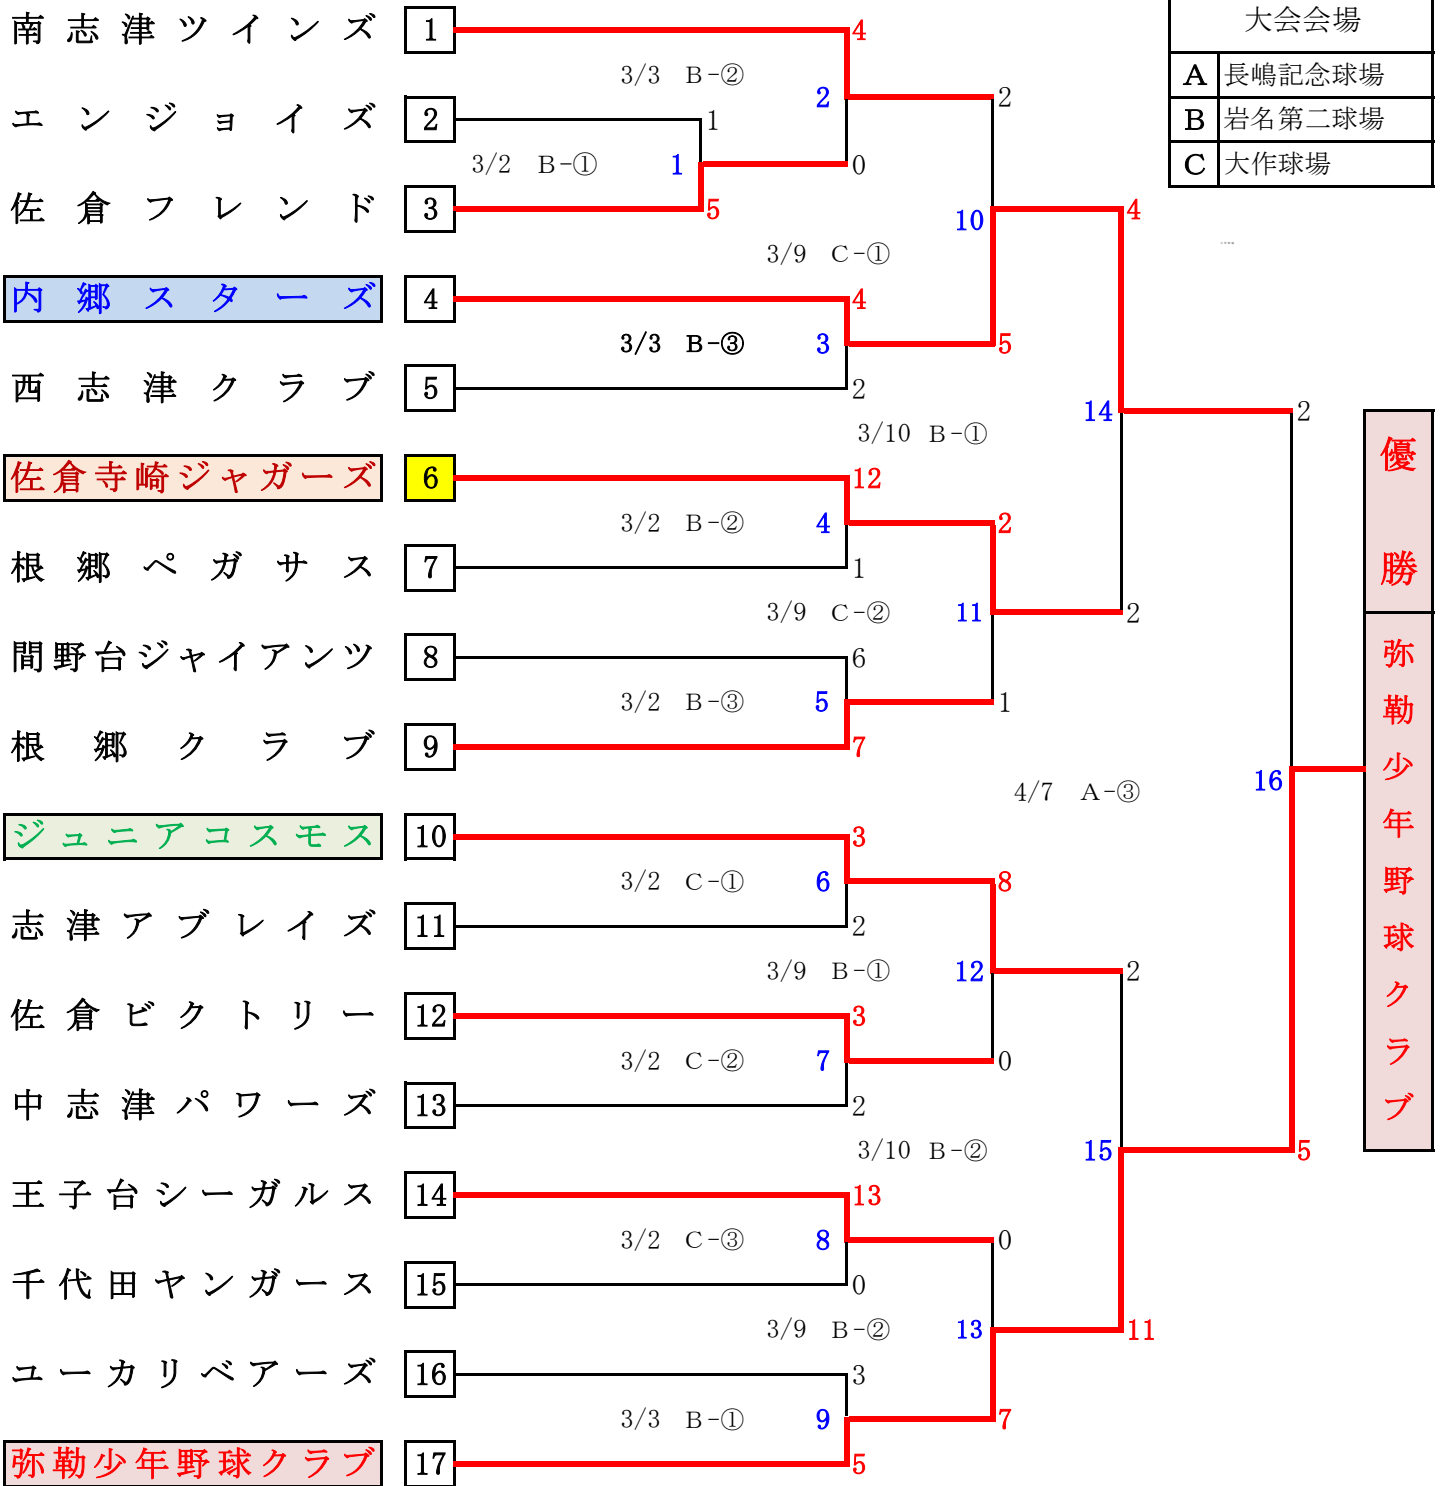 大会会場
A 長嶋記念球場
B 岩名第二球場
C 大作球場
南志津ツインズ 1 4
3/3 B-② 2 2
エンジョイズ 2 1
3/2 B-① 1 0
佐倉フレンド 3 5
10 4
3/9 C-①
内郷スターズ 4 4
3/3 B-③ 3 5
西志津クラブ 5 2
14 2
3/10 B-①
佐倉寺崎ジャガーズ 6 12
3/2 B-② 4 2
根郷ペガサス 7 1
3/9 C-② 11 2
間野台ジャイアンツ 8 6
3/2 B-③ 5 1
根郷クラブ 9 7
4/7 A-③ 16
ジュニアコスモス 10 3
3/2 C-① 6 8
志津アブレイズ 11 2
3/9 B-① 12 2
佐倉ビクトリー 12 3
3/2 C-② 7 0
中志津パワーズ 13 2
3/10 B-② 15 5
王子台シーガルス 14 13
3/2 C-③ 8 0
千代田ヤンガース 15 0
3/9 B-② 13 11
ユーカリベアーズ 16 3
3/3 B-① 9 7
弥勒少年野球クラブ 17 5
優勝
弥勒少年野球クラブ